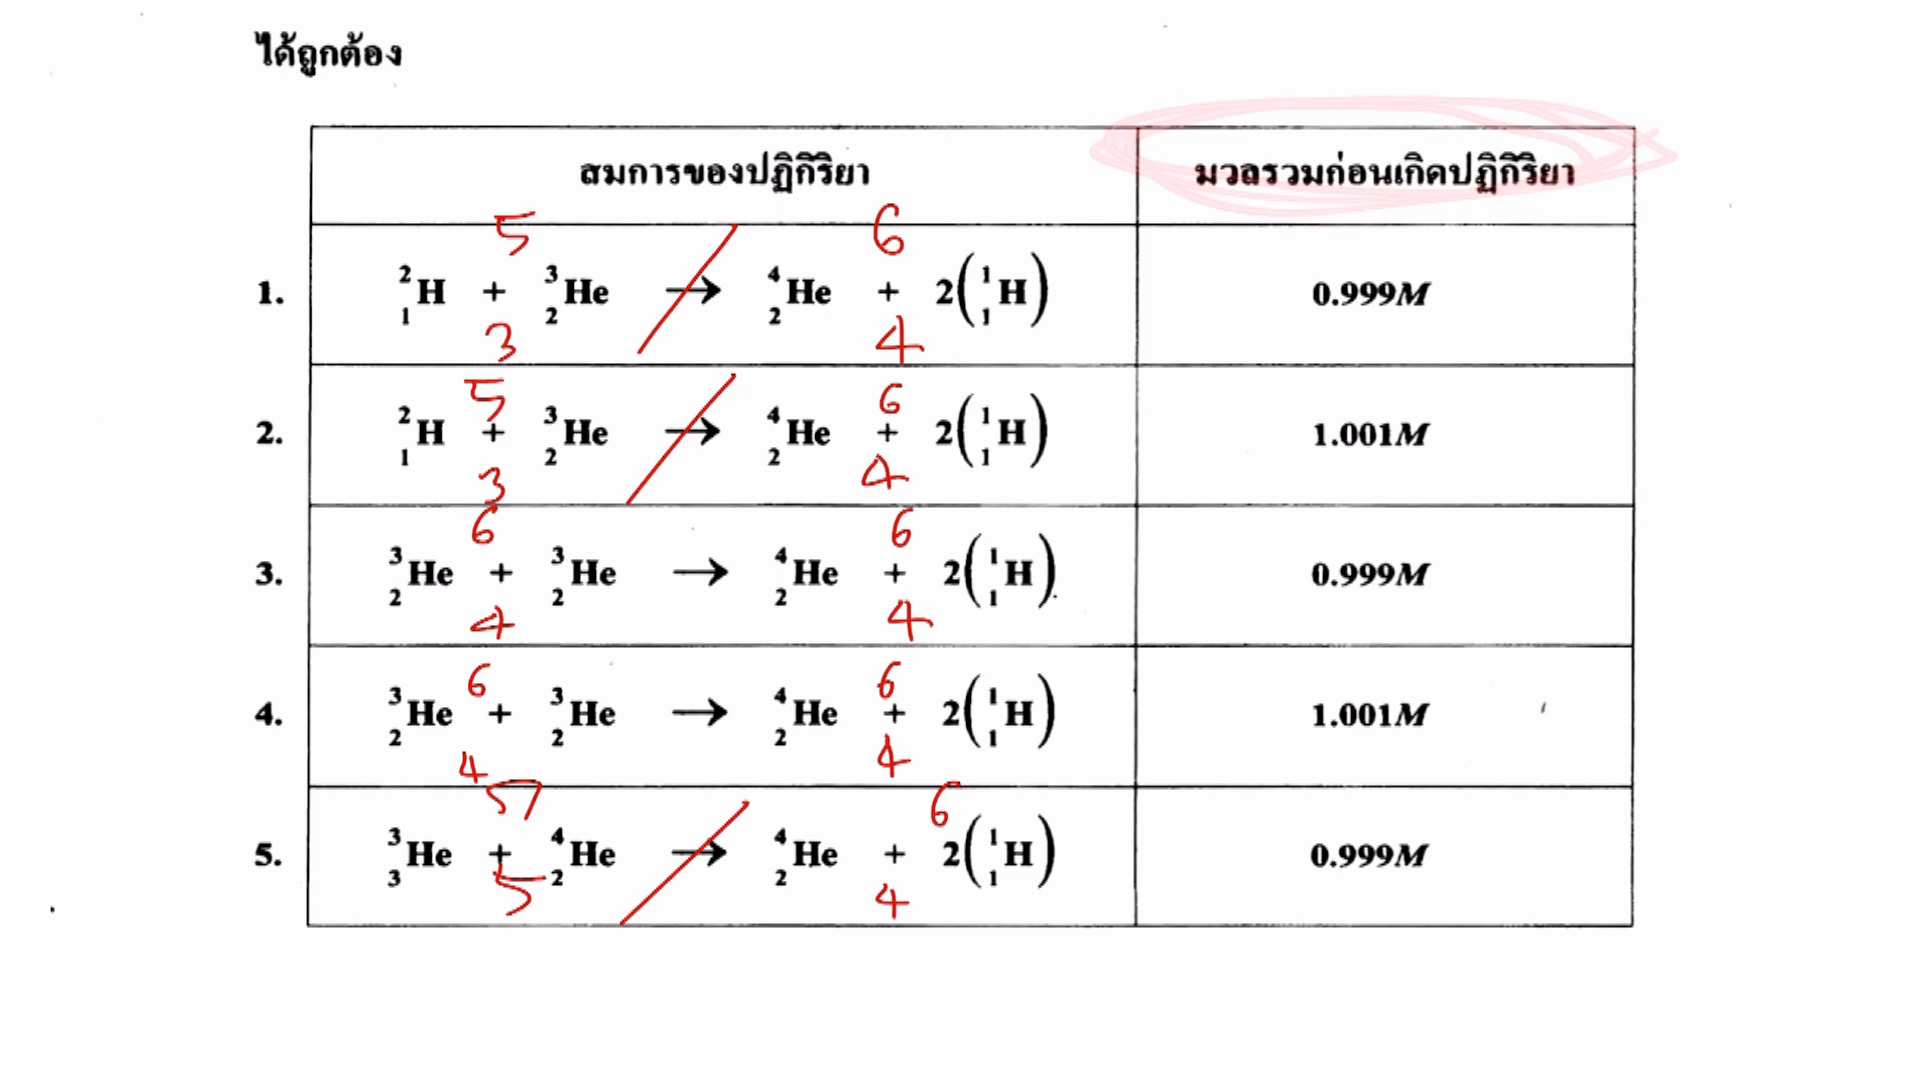 ได้ถูกต้อง
สมการของปฏิกิริยา มวลรวมก่อนเกิดปฏิกิริยา
5 6
1. ²₁H + ³₂He → ⁴₂He + 2(¹₁H) 0.999M
3 4
5 6
2. ²₁H + ³₂He → ⁴₂He + 2(¹₁H) 1.001M
3 4
6 6
3. ³₂He + ³₂He → ⁴₂He + 2(¹₁H) 0.999M
4 4
6 6
4. ³₂He + ³₂He → ⁴₂He + 2(¹₁H) 1.001M
4 4
57 6
5. ³₃He + ⁴₂He → ⁴₂He + 2(¹₁H) 0.999M
5 4